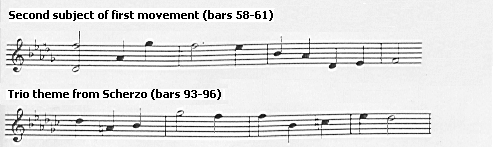 Second subject of first movement (bars 58-61)
Trio theme from Scherzo (bars 93-96)